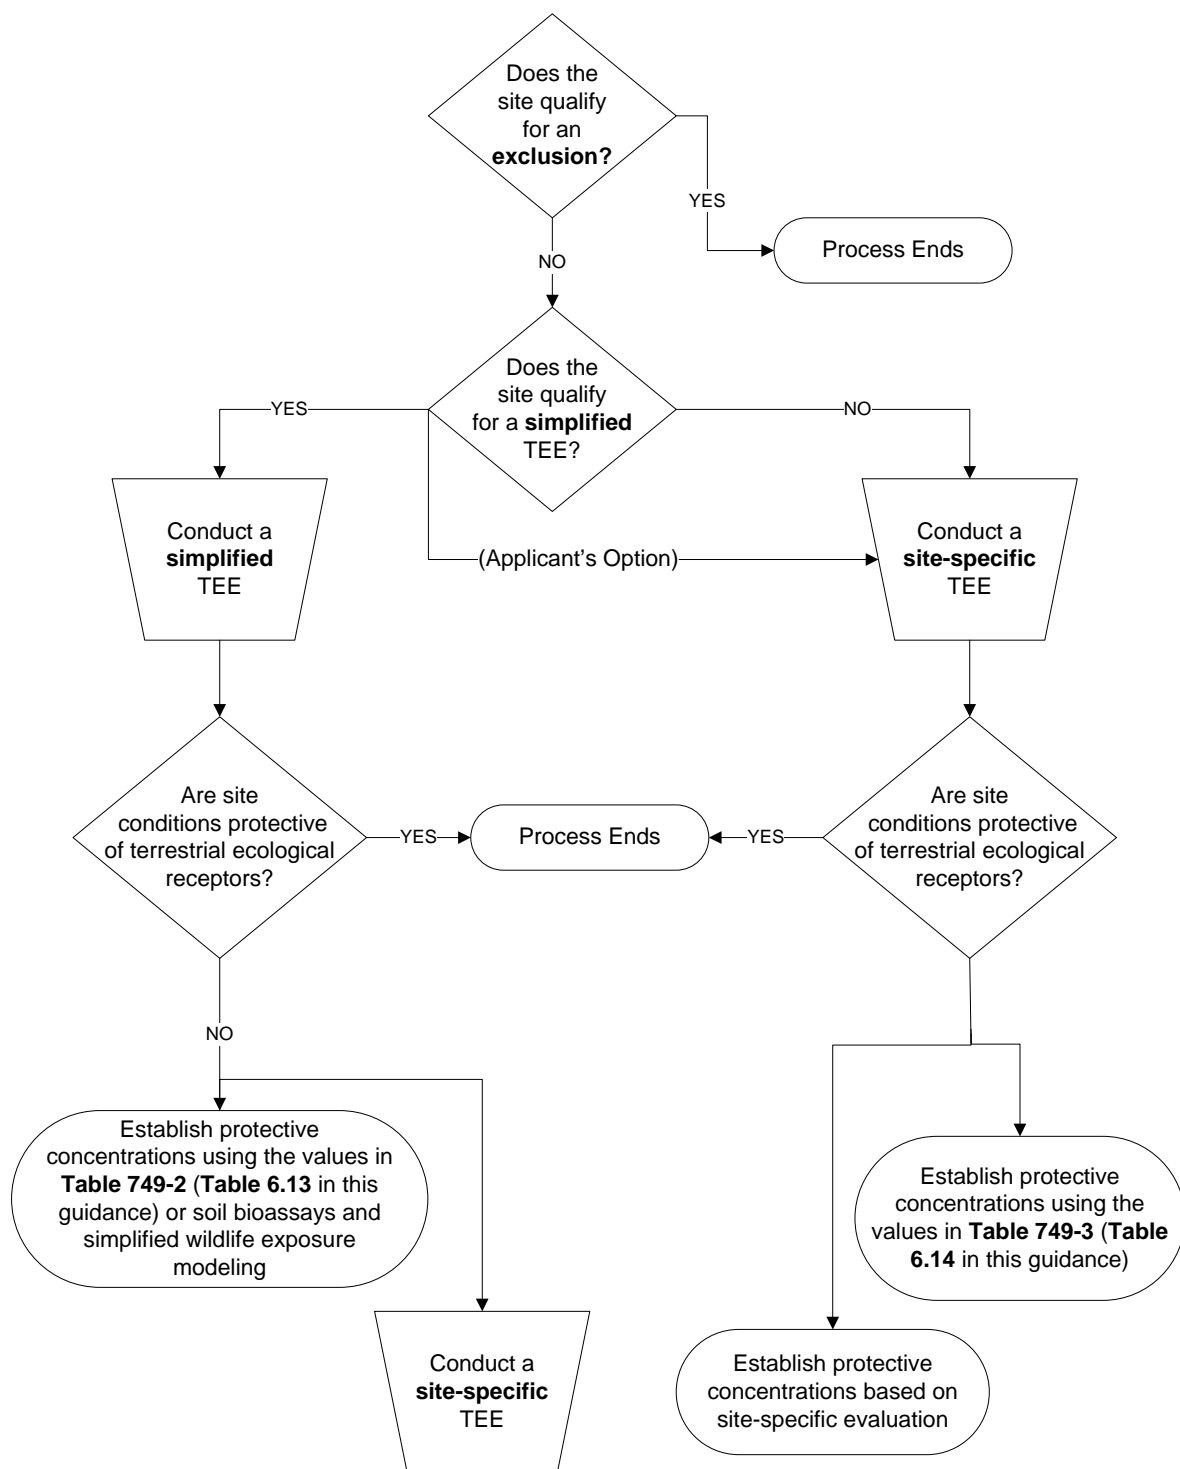 Does the
site qualify
for an
exclusion?
YES
Process Ends
NO
Does the
site qualify
for a simplified
TEE?
YES
NO
Conduct a
simplified
TEE
(Applicant's Option)
Conduct a
site-specific
TEE
Are site
conditions protective
of terrestrial ecological
receptors?
YES
Process Ends
YES
Are site
conditions protective
of terrestrial ecological
receptors?
NO
Establish protective
concentrations using the values in
Table 749-2 (Table 6.13 in this
guidance) or soil bioassays and
simplified wildlife exposure
modeling
Establish protective
concentrations using the
values in Table 749-3 (Table
6.14 in this guidance)
Conduct a
site-specific
TEE
Establish protective
concentrations based on
site-specific evaluation